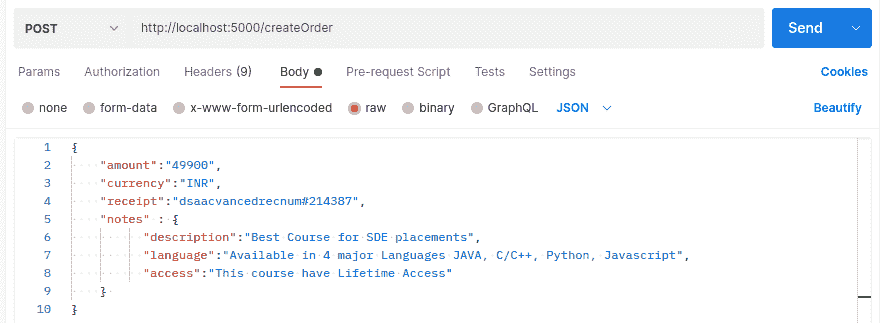 POST http://localhost:5000/createOrder Send
Params Authorization Headers (9) Body Pre-request Script Tests Settings Cookies
none form-data x-www-form-urlencoded raw binary GraphQL JSON Beautify
1 {
2 "amount":"49900",
3 "currency":"INR",
4 "receipt":"dsaacvancedrecnum#214387",
5 "notes" : {
6 "description":"Best Course for SDE placements",
7 "language":"Available in 4 major Languages JAVA, C/C++, Python, Javascript",
8 "access":"This course have Lifetime Access"
9 }
10 }